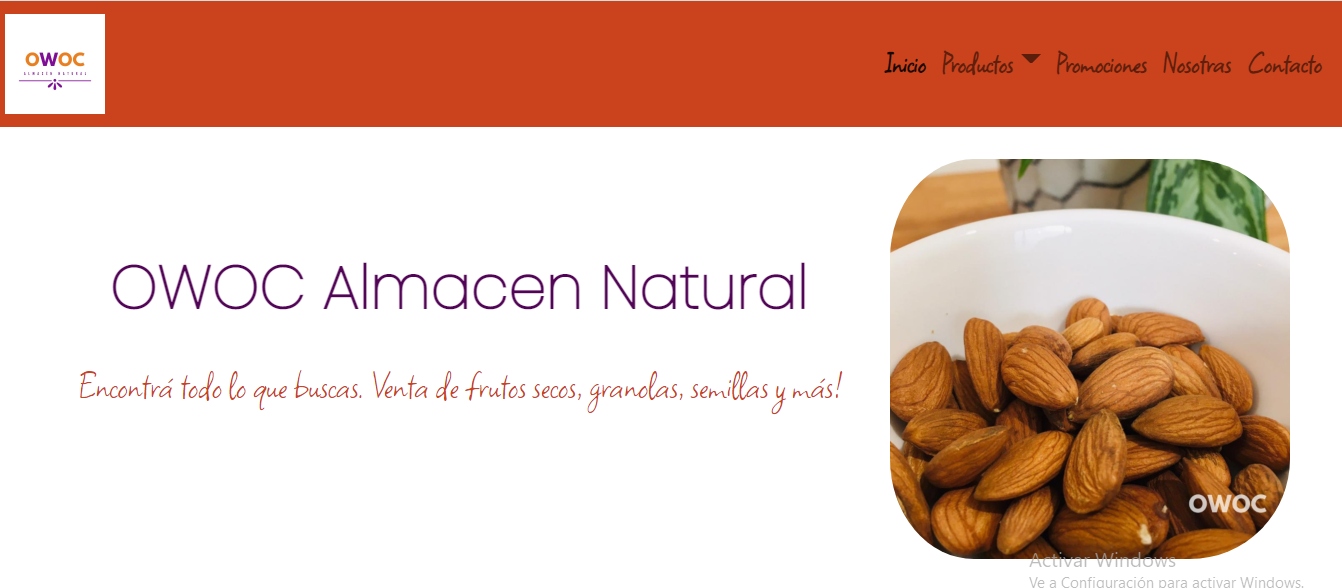 OWOC
ALMACEN NATURAL
Inicio Productos Promociones Nosotras Contacto
OWOC Almacen Natural
Encontrá todo lo que buscas. Venta de frutos secos, granolas, semillas y más!
OWOC
Activar Windows
Ve a Configuración para activar Windows.